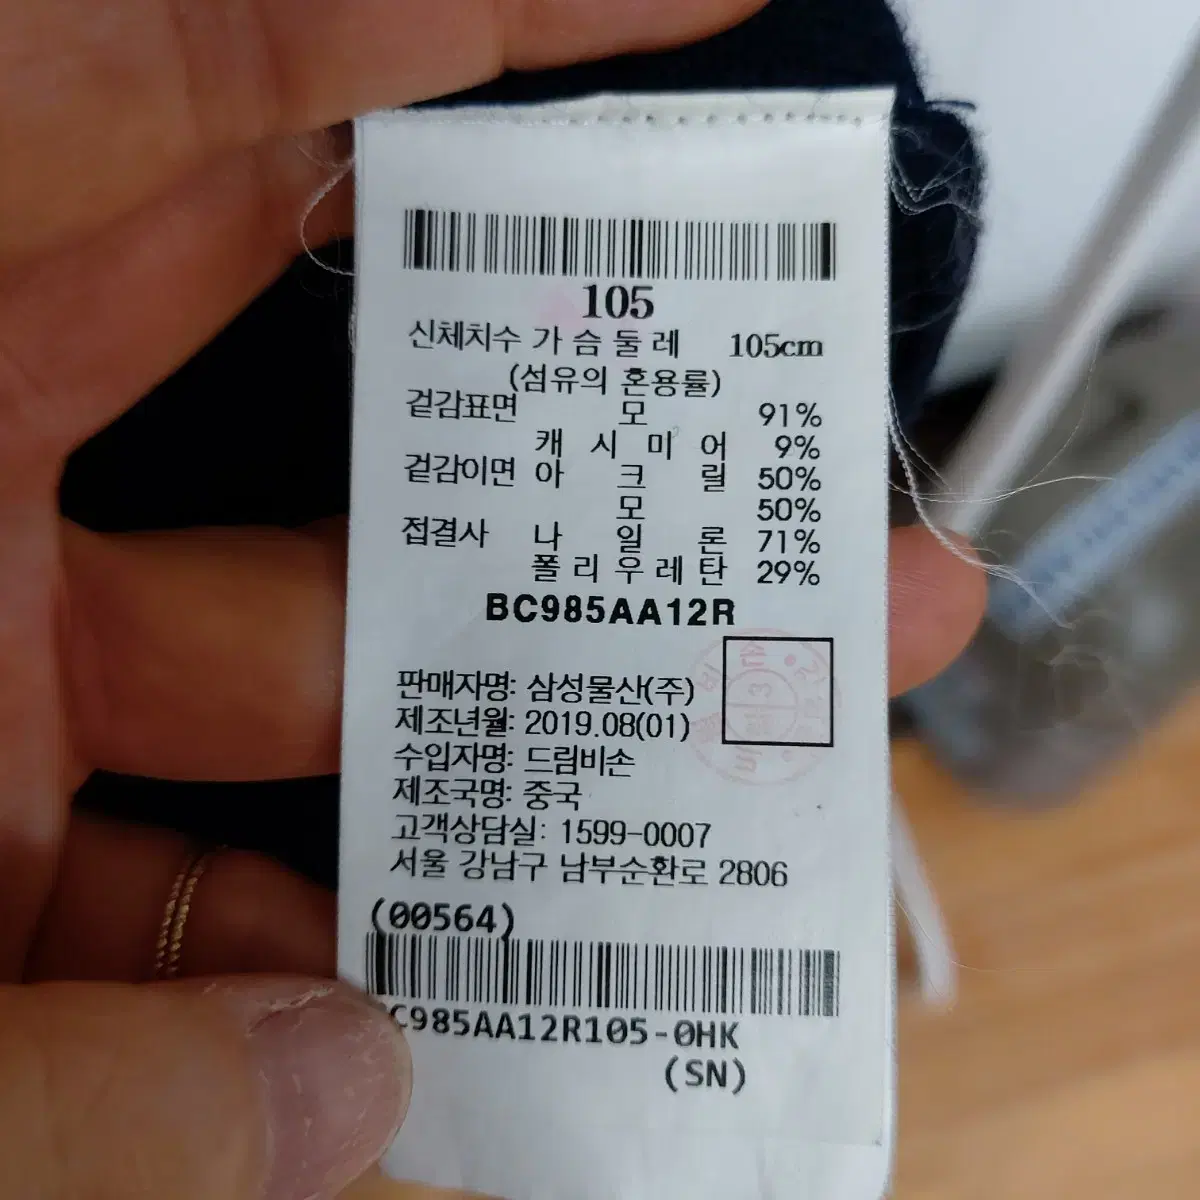 105
신체치수 가 슴 둘 레 105cm
(섬유의 혼용률)
겉감표면 모 91%
캐 시 미 어 9%
겉감이면 아 크 릴 50%
모 50%
접결사 나 일 론 71%
폴 리 우 레 탄 29%
BC985AA12R
판매자명: 삼성물산(주)
제조년월: 2019.08(01)
수입자명: 드림비손
제조국명: 중국
고객상담실: 1599-0007
서울 강남구 남부순환로 2806
(00564)
C985AA12R105-0HK
(SN)